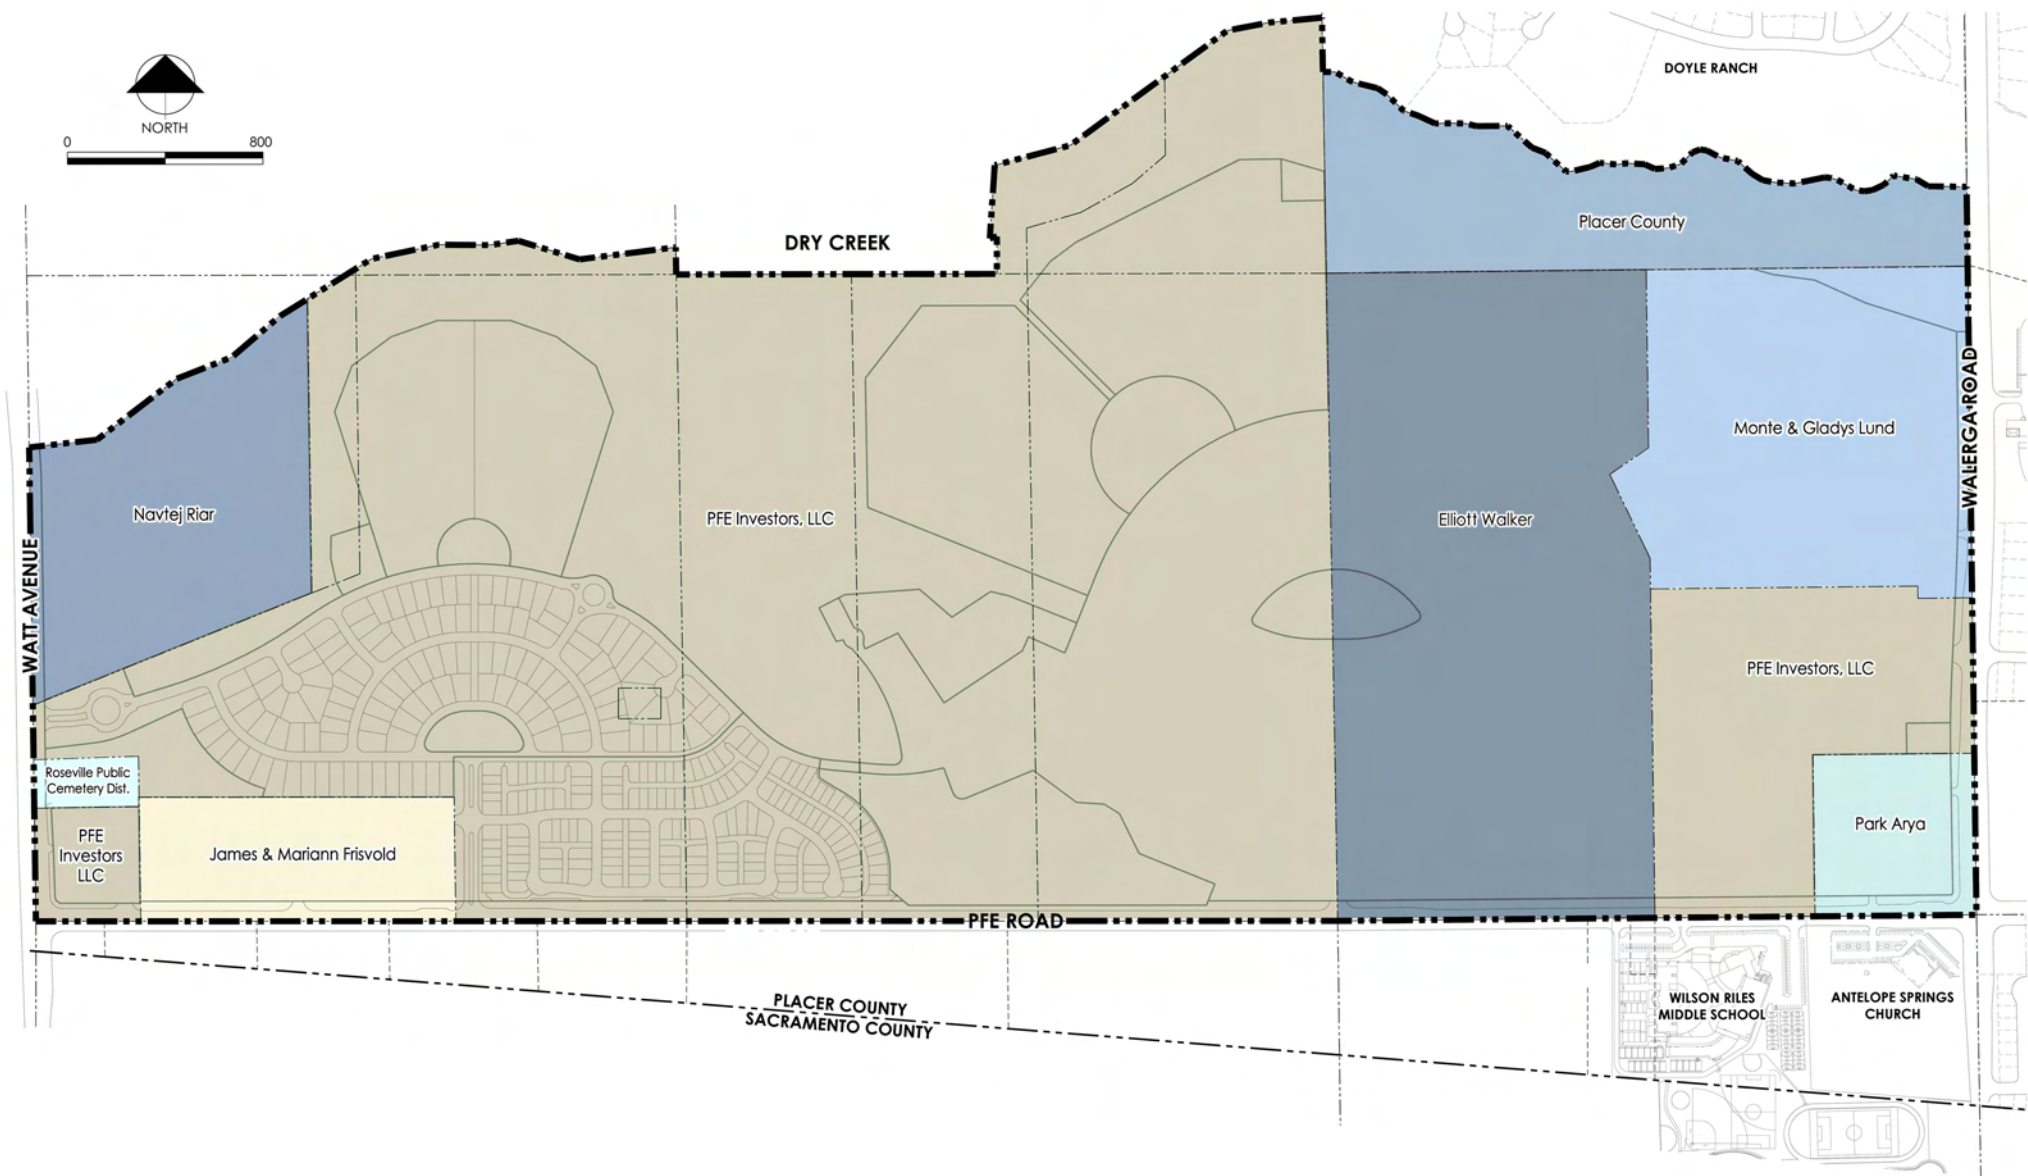 DOYLE RANCH
NORTH
0
800
Placer County
DRY CREEK
WALERGA ROAD
Monte & Gladys Lund
Navtej Riar
PFE Investors, LLC
Elliott Walker
WATT AVENUE
PFE Investors, LLC
Roseville Public
Cemetery Dist.
PFE
Investors
LLC
James & Mariann Frisvold
Park Arya
PFE ROAD
PLACER COUNTY
SACRAMENTO COUNTY
WILSON RILES
MIDDLE SCHOOL
ANTELOPE SPRINGS
CHURCH